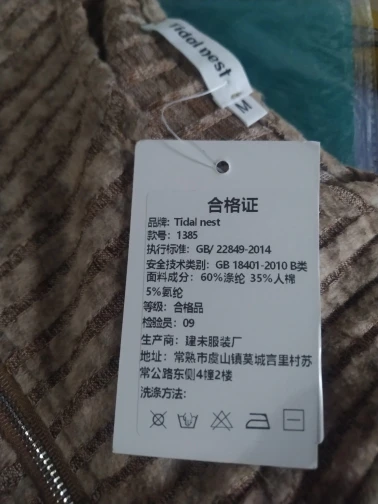 Tidal nest
M
合格证
品牌: Tidal nest
款号: 1385
执行标准: GB/ 22849-2014
安全技术类别: GB 18401-2010 B类
面料成分: 60%涤纶 35%人棉
5%氨纶
等级: 合格品
检验员: 09
生产商: 建未服装厂
地址: 常熟市虞山镇莫城言里村苏
常公路东侧4幢2楼
洗涤方法: